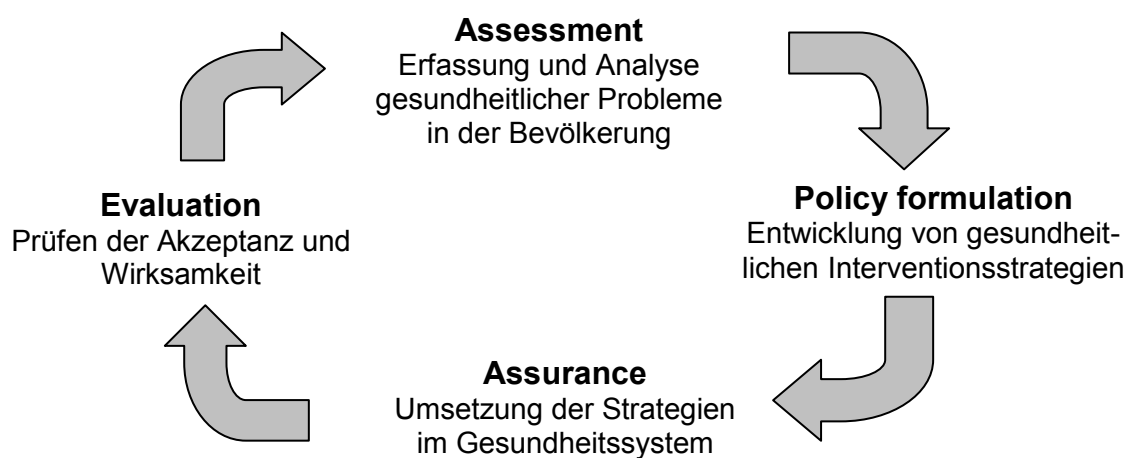 Assessment
Erfassung und Analyse
gesundheitlicher Probleme
in der Bevölkerung
Policy formulation
Entwicklung von gesundheit-
lichen Interventionsstrategien
Assurance
Umsetzung der Strategien
im Gesundheitssystem
Evaluation
Prüfen der Akzeptanz und
Wirksamkeit